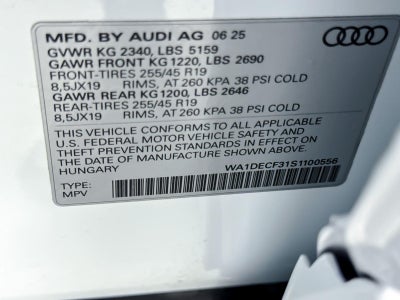 MFD. BY AUDI AG 06 25
GVWR KG 2340, LBS 5159
GAWR FRONT KG 1220, LBS 2690
FRONT-TIRES 255/45 R19
8,5JX19 RIMS, AT 260 KPA 38 PSI COLD
GAWR REAR KG1200, LBS 2646
REAR-TIRES 255/45 R19
8,5JX19 RIMS, AT 260 KPA 38 PSI COLD
THIS VEHICLE CONFORMS TO ALL APPLICABLE
U.S. FEDERAL MOTOR VEHICLE SAFETY AND
THEFT PREVENTION STANDARDS IN EFFECT ON
THE DATE OF MANUFACTURE SHOWN ABOVE
HUNGARY WA1DECF31S1100556
TYPE:
MPV